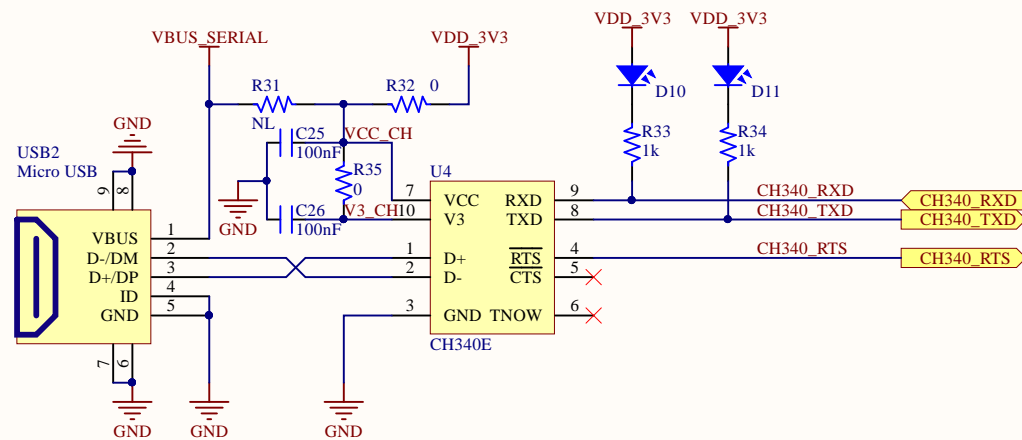 VBUS_SERIAL
VDD_3V3
VDD_3V3
VDD_3V3
R31
NL
R32
0
D10
D11
GND
C25
100nF
VCC_CH
R33
1k
R34
1k
USB2
Micro USB
R35
0
U4
9
8
C26
100nF
V3_CH
GND
7
VCC
RXD
9
CH340_RXD
CH340_RXD
10
V3
TXD
8
CH340_TXD
CH340_TXD
VBUS
1
D-/DM
2
1
D+
RTS
4
CH340_RTS
CH340_RTS
D+/DP
3
2
D-
CTS
5
ID
4
GND
5
3
GND
TNOW
6
CH340E
7
6
GND
GND
GND